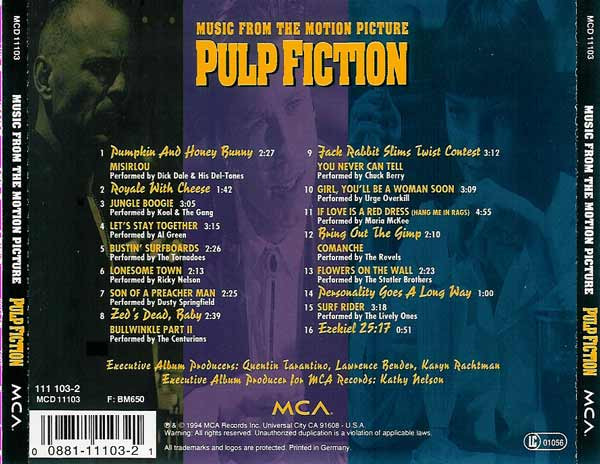 MCD 11103
MUSIC FROM THE MOTION PICTURE
PULP FICTION
MCA
MUSIC FROM THE MOTION PICTURE
PULP FICTION
1 Pumpkin And Honey Bunny 2:27
MISIRLOU
Performed by Dick Dale & His Del-Tones
2 Royale With Cheese 1:42
3 JUNGLE BOOGIE 3:05
Performed by Kool & The Gang
4 LET'S STAY TOGETHER 3:15
Performed by Al Green
5 BUSTIN' SURFBOARDS 2:26
Performed by The Tornadoes
6 LONESOME TOWN 2:13
Performed by Ricky Nelson
7 SON OF A PREACHER MAN 2:25
Performed by Dusty Springfield
8 Zed's Dead, Baby 2:39
BULLWINKLE PART II
Performed by The Centurians
9 Jack Rabbit Slims Twist Contest 3:12
YOU NEVER CAN TELL
Performed by Chuck Berry
10 GIRL, YOU'LL BE A WOMAN SOON 3:09
Performed by Urge Overkill
11 IF LOVE IS A RED DRESS (HANG ME IN RAGS) 4:55
Performed by Maria McKee
12 Bring Out The Gimp 2:10
COMANCHE
Performed by The Revels
13 FLOWERS ON THE WALL 2:23
Performed by The Statler Brothers
14 Personality Goes A Long Way 1:00
15 SURF RIDER 3:18
Performed by The Lively Ones
16 Ezekiel 25:17 0:51
Executive Album Producers: Quentin Tarantino, Lawrence Bender, Karyn Rachtman
Executive Album Producer for MCA Records: Kathy Nelson
111 103-2
MCD 11103 F: BM650
0 0881-11103-2 1
MCA
℗ & © 1994 MCA Records Inc. Universal City CA 91608 - U.S.A.
Warning: All rights reserved. Unauthorized duplication is a violation of applicable laws.
All trademarks and logos are protected. Printed in Germany.
LC 01056
MCD 11103
MUSIC FROM THE MOTION PICTURE
PULP FICTION
MCA